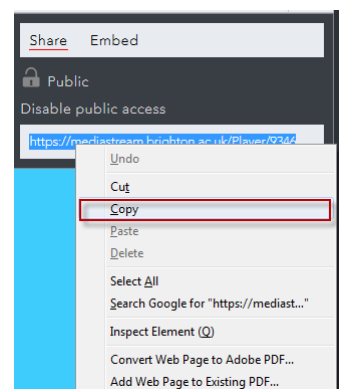 Share Embed
Public
Disable public access
https://mediastream.brighton.ac.uk/Player/9346
Undo
Cut
Copy
Paste
Delete
Select All
Search Google for "https://mediast..."
Inspect Element (Q)
Convert Web Page to Adobe PDF...
Add Web Page to Existing PDF...